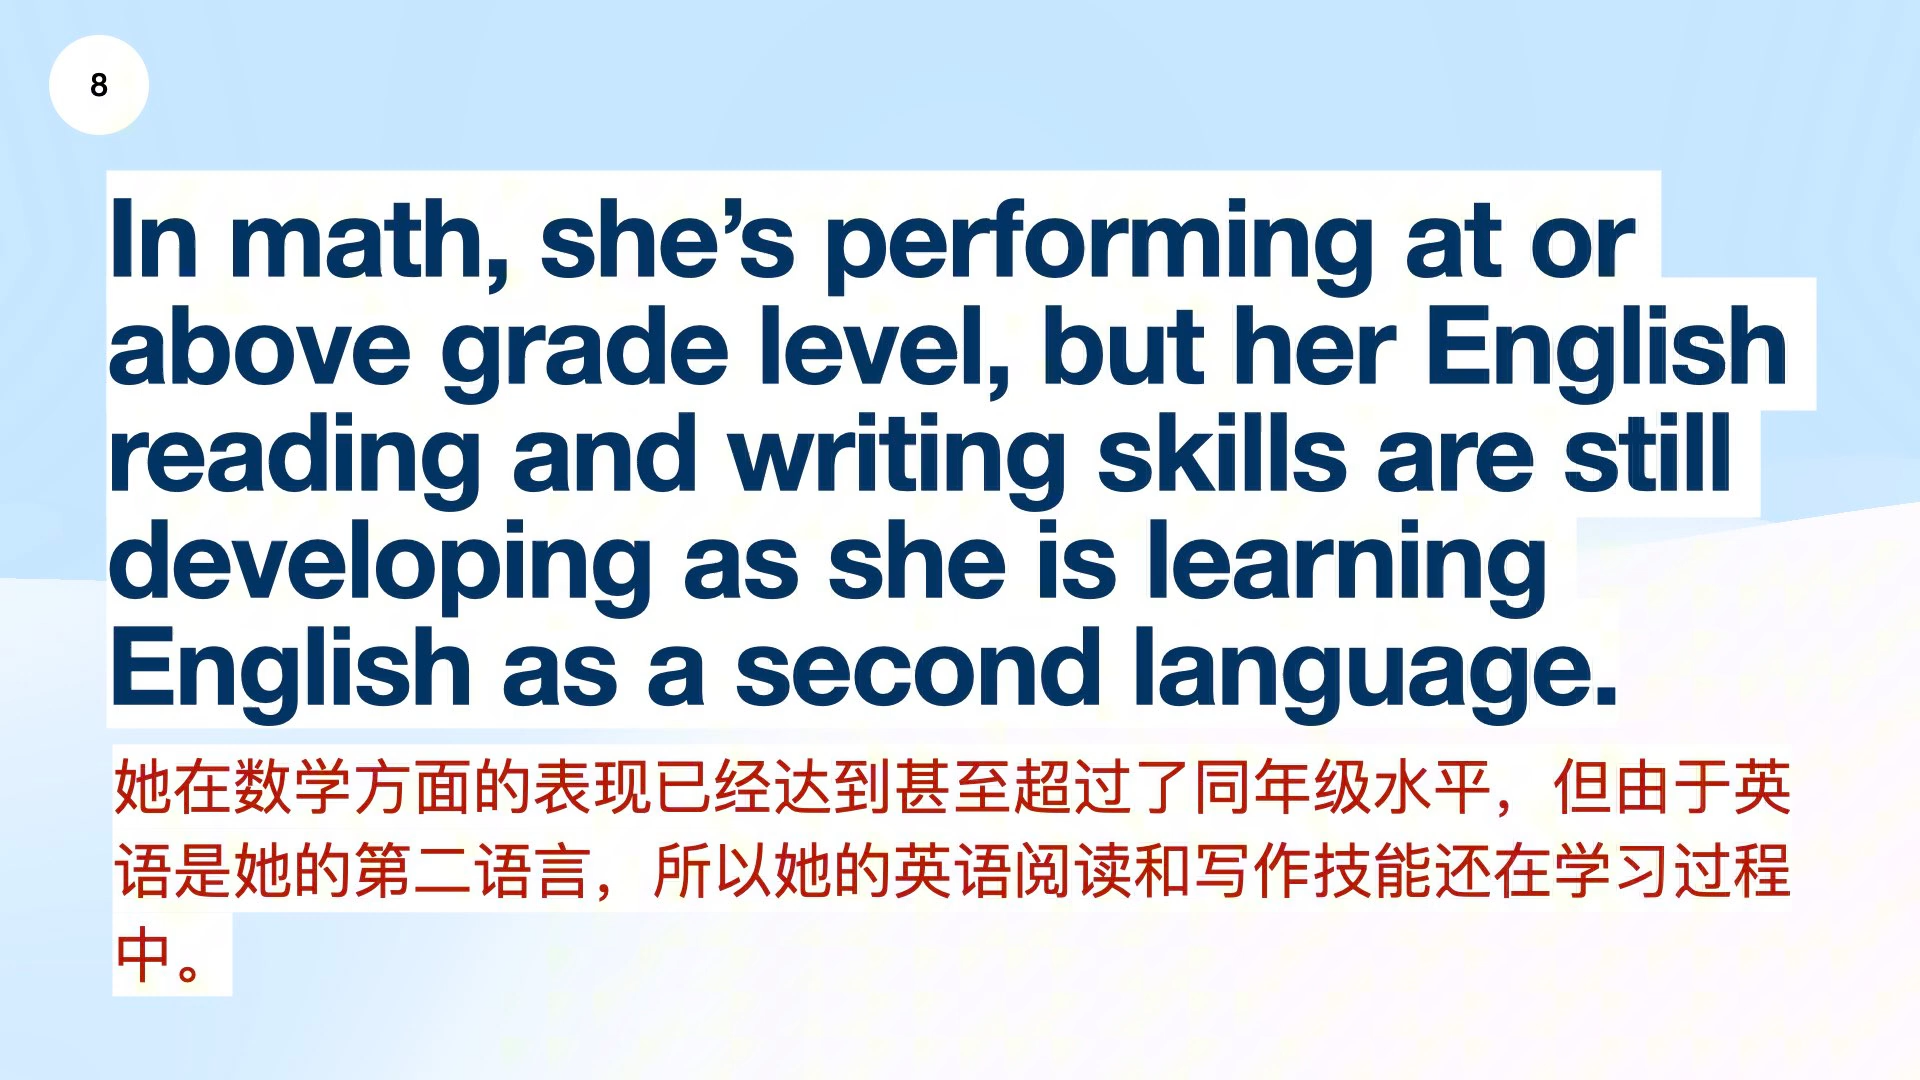 8
In math, she’s performing at or
above grade level, but her English
reading and writing skills are still
developing as she is learning
English as a second language.
她在数学方面的表现已经达到甚至超过了同年级水平，但由于英
语是她的第二语言，所以她的英语阅读和写作技能还在学习过程
中。